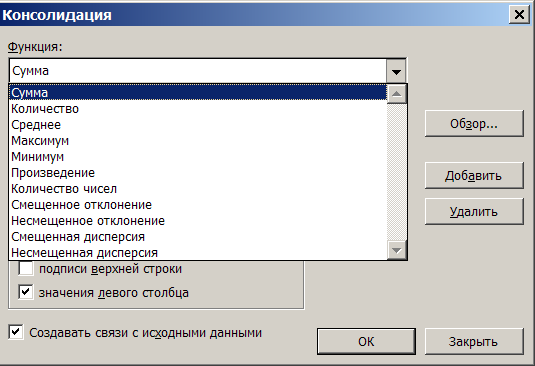 Консолидация
Функция:
Сумма
Сумма
Количество
Среднее
Максимум
Минимум
Произведение
Количество чисел
Смещенное отклонение
Несмещенное отклонение
Смещенная дисперсия
Несмещенная дисперсия
Обзор...
Добавить
Удалить
подписи верхней строки
значения левого столбца
Создавать связи с исходными данными
ОК
Закрыть